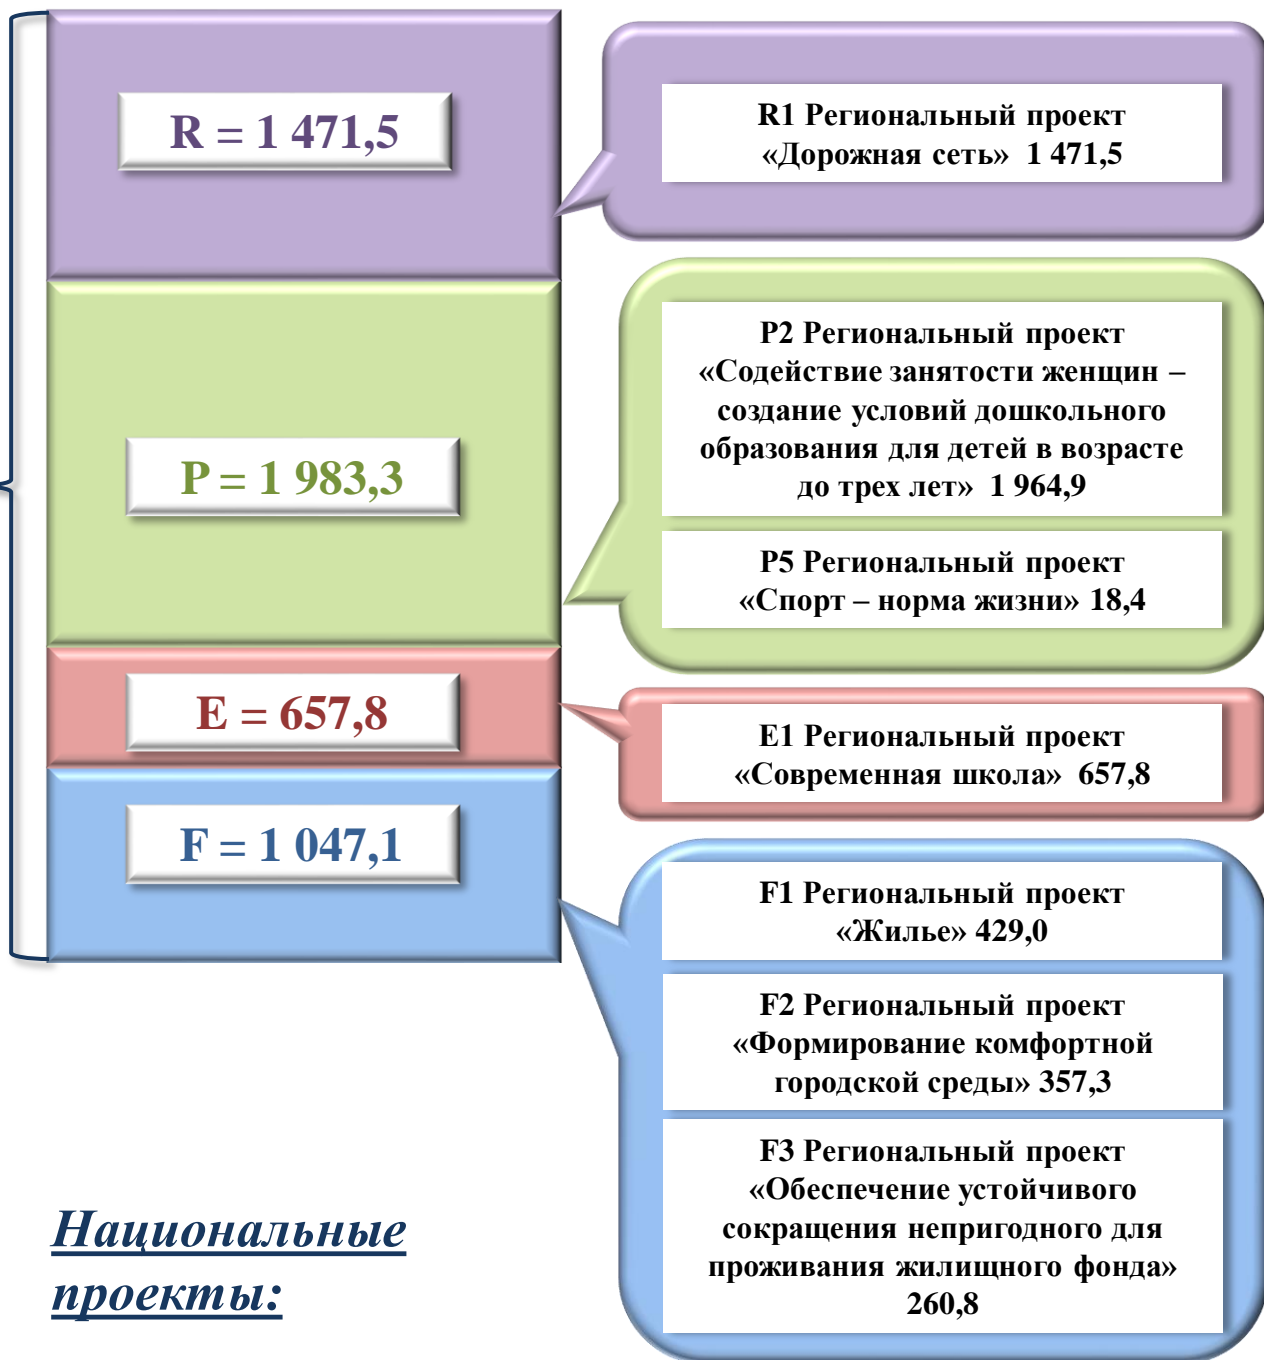 R = 1 471,5
R1 Региональный проект
«Дорожная сеть» 1 471,5
P = 1 983,3
P2 Региональный проект
«Содействие занятости женщин –
создание условий дошкольного
образования для детей в возрасте
до трех лет» 1 964,9
P5 Региональный проект
«Спорт – норма жизни» 18,4
E = 657,8
E1 Региональный проект
«Современная школа» 657,8
F = 1 047,1
F1 Региональный проект
«Жилье» 429,0
F2 Региональный проект
«Формирование комфортной
городской среды» 357,3
F3 Региональный проект
«Обеспечение устойчивого
сокращения непригодного для
проживания жилищного фонда»
260,8
Национальные
проекты: